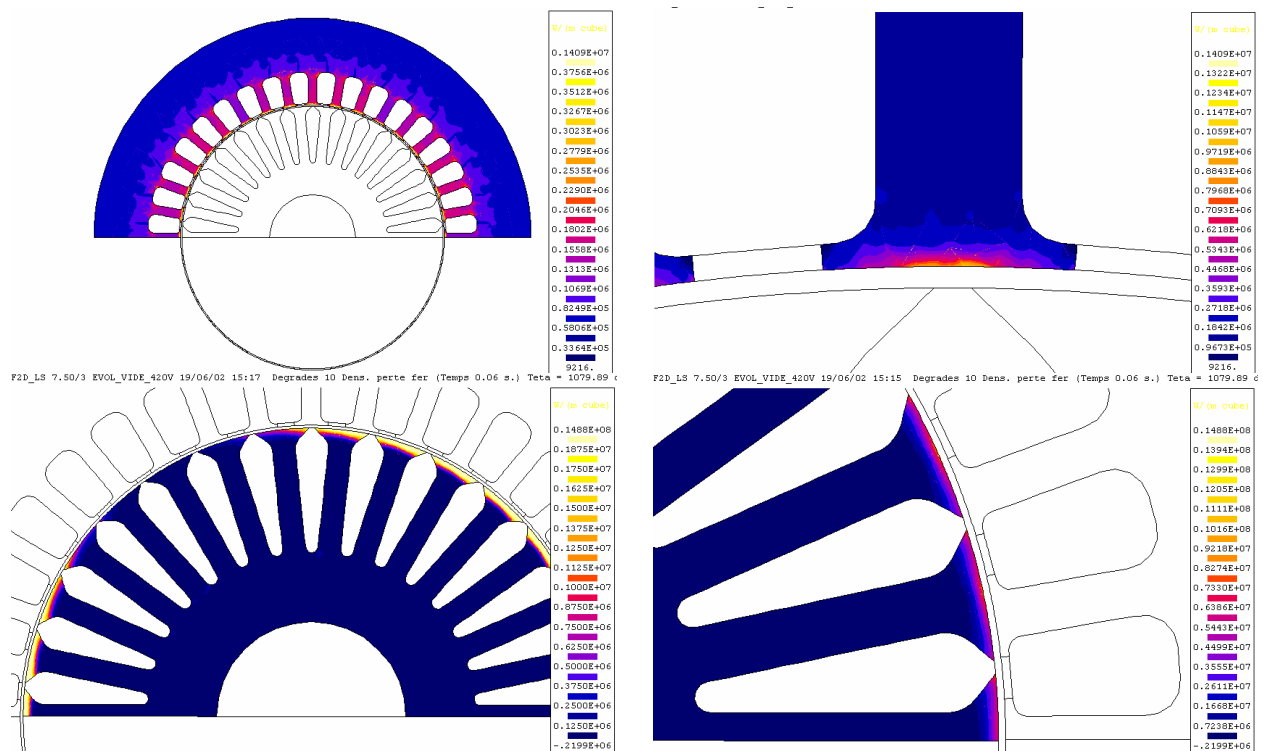 W/(m cube)
0.1409E+07
0.3756E+06
0.3512E+06
0.3267E+06
0.3023E+06
0.2779E+06
0.2535E+06
0.2290E+06
0.2046E+06
0.1802E+06
0.1558E+06
0.1313E+06
0.1069E+06
0.8249E+05
0.5806E+05
0.3364E+05
9216.
W/(m cube)
0.1409E+07
0.1322E+07
0.1234E+07
0.1147E+07
0.1059E+07
0.9719E+06
0.8843E+06
0.7968E+06
0.7093E+06
0.6218E+06
0.5343E+06
0.4468E+06
0.3593E+06
0.2718E+06
0.1842E+06
0.9673E+05
9216.
F2D_LS 7.50/3 EVOL_VIDE_420V 19/06/02 15:17 Degrades 10 Dens. perte fer (Temps 0.06 s.) Teta = 1079.89
F2D_LS 7.50/3 EVOL_VIDE_420V 19/06/02 15:15 Degrades 10 Dens. perte fer (Temps 0.06 s.) Teta = 1079.89
W/(m cube)
0.1488E+08
0.1875E+07
0.1750E+07
0.1625E+07
0.1500E+07
0.1375E+07
0.1250E+07
0.1125E+07
0.1000E+07
0.8750E+06
0.7500E+06
0.6250E+06
0.5000E+06
0.3750E+06
0.2500E+06
0.1250E+06
-.2199E+06
W/(m cube)
0.1488E+08
0.1394E+08
0.1299E+08
0.1205E+08
0.1111E+08
0.1016E+08
0.9218E+07
0.8274E+07
0.7330E+07
0.6386E+07
0.5443E+07
0.4499E+07
0.3555E+07
0.2611E+07
0.1668E+07
0.7238E+06
-.2199E+06